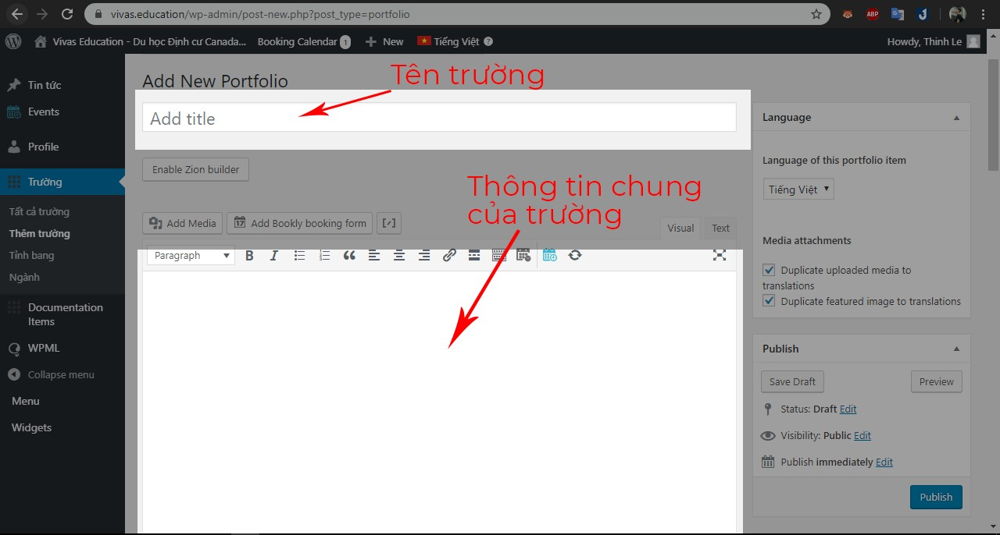 vivas.education/wp-admin/post-new.php?post_type=portfolio
ABP
Vivas Education - Du học Định cư Canada...
Booking Calendar 1
New
Tiếng Việt
Howdy, Thinh Le
Tin tức
Events
Profile
Trường
Tất cả trường
Thêm trường
Tỉnh bang
Ngành
Documentation
Items
WPML
Collapse menu
Menu
Widgets
Add New Portfolio
Tên trường
Add title
Enable Zion builder
Thông tin chung
của trường
Add Media
17
Add Bookly booking form
[/]
Visual
Text
Paragraph
B
I
Language
Language of this portfolio item
Tiếng Việt
Media attachments
Duplicate uploaded media to
translations
Duplicate featured image to translations
Publish
Save Draft
Preview
Status: Draft Edit
Visibility: Public Edit
Publish immediately Edit
Publish